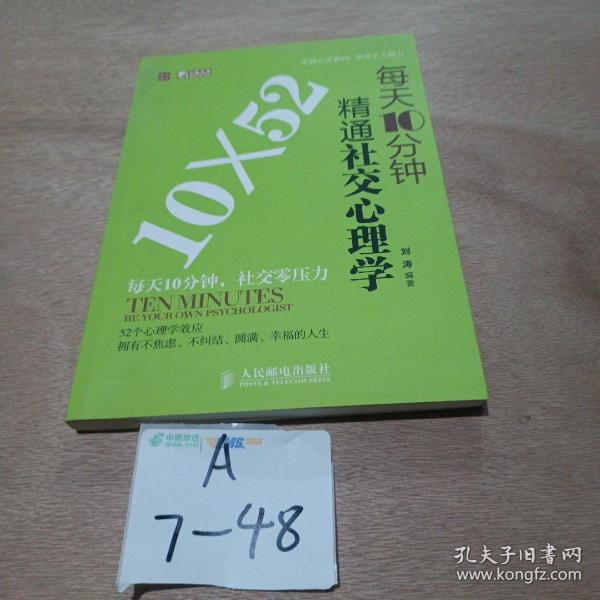 10X52
每天10分钟
精通社交心理学
刘涛 编著
每天10分钟，社交零压力
TEN MINUTES
BE YOUR OWN PSYCHOLOGIST
52个心理学效应
拥有不焦虑、不纠结、圆满、幸福的人生
人民邮电出版社
POSTS & TELECOM PRESS
中国邮政
CHINA POST
EMS.
A
7-48
孔夫子旧书网
www.kongfz.com